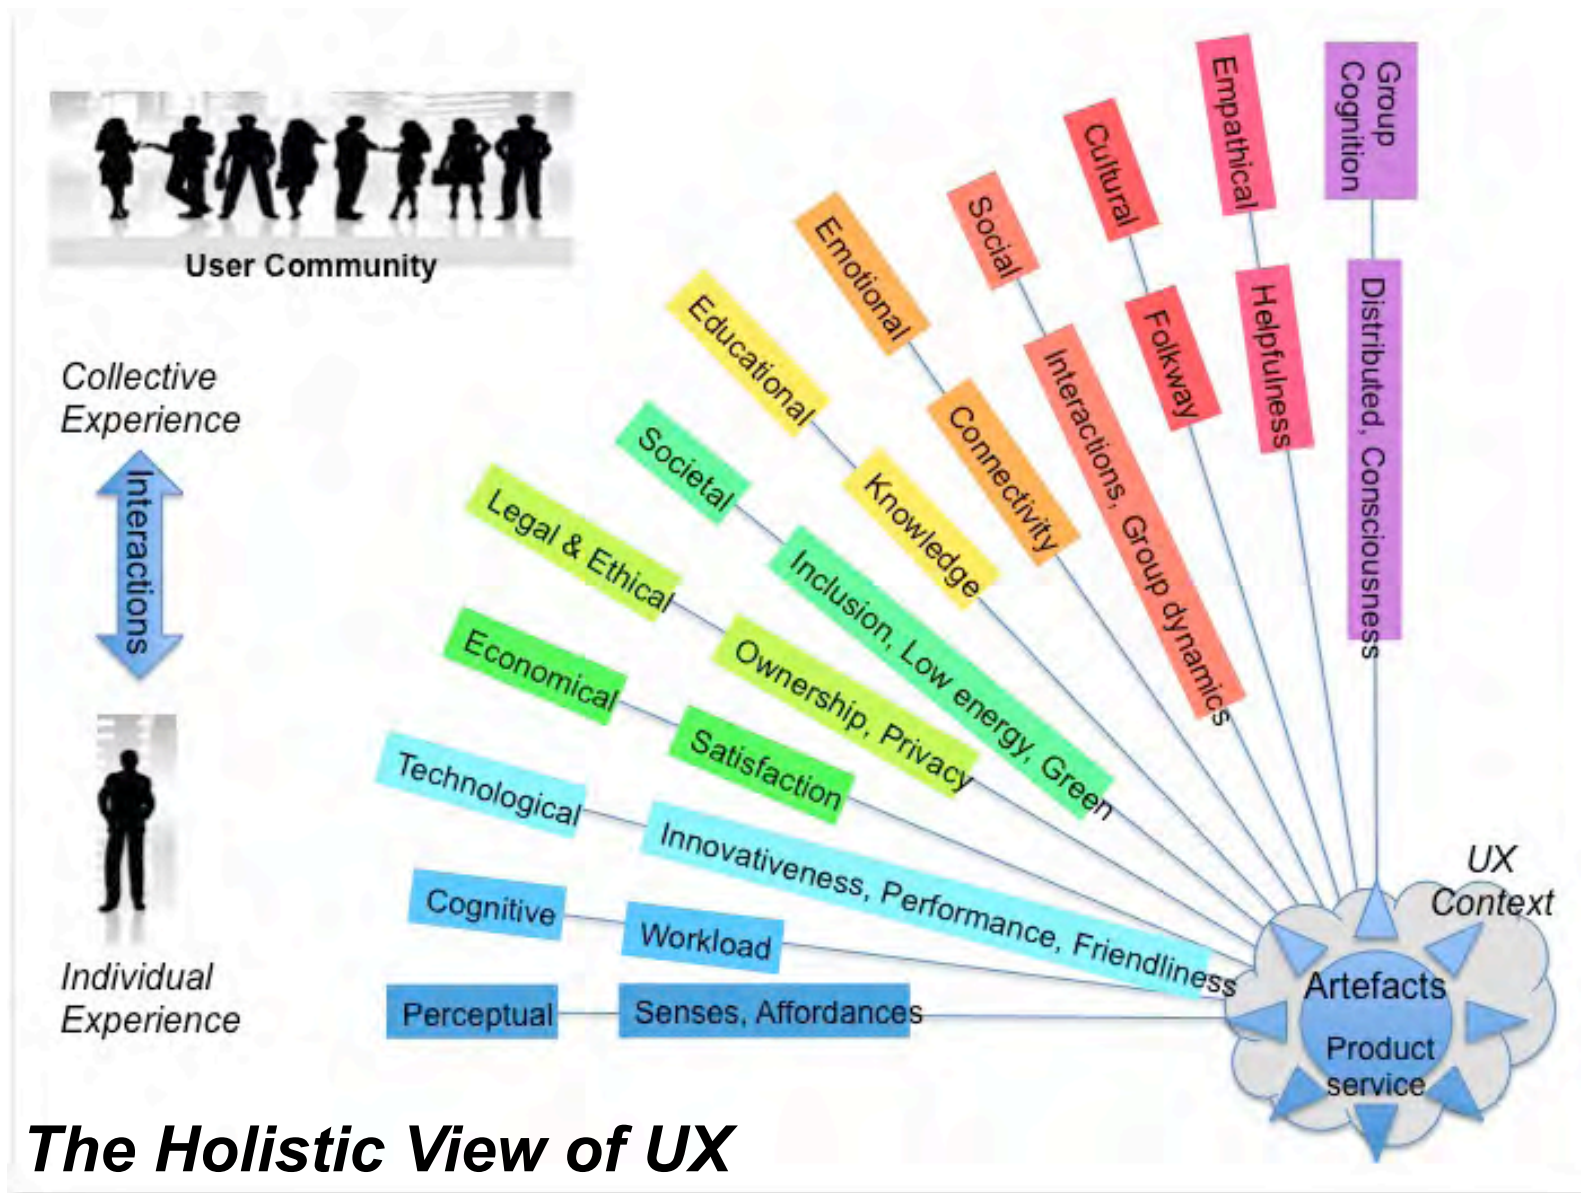 User Community
Collective
Experience
Interactions
Individual
Experience
Group
Cognition
Distributed, Consciousness
Empathical
Helpfulness
Cultural
Folkway
Social
Interactions, Group dynamics
Emotional
Connectivity
Educational
Knowledge
Societal
Inclusion, Low energy, Green
Legal & Ethical
Ownership, Privacy
Economical
Satisfaction
Technological
Innovativeness, Performance, Friendliness
Cognitive
Workload
Perceptual
Senses, Affordances
UX
Context
Artefacts
Product
service
The Holistic View of UX